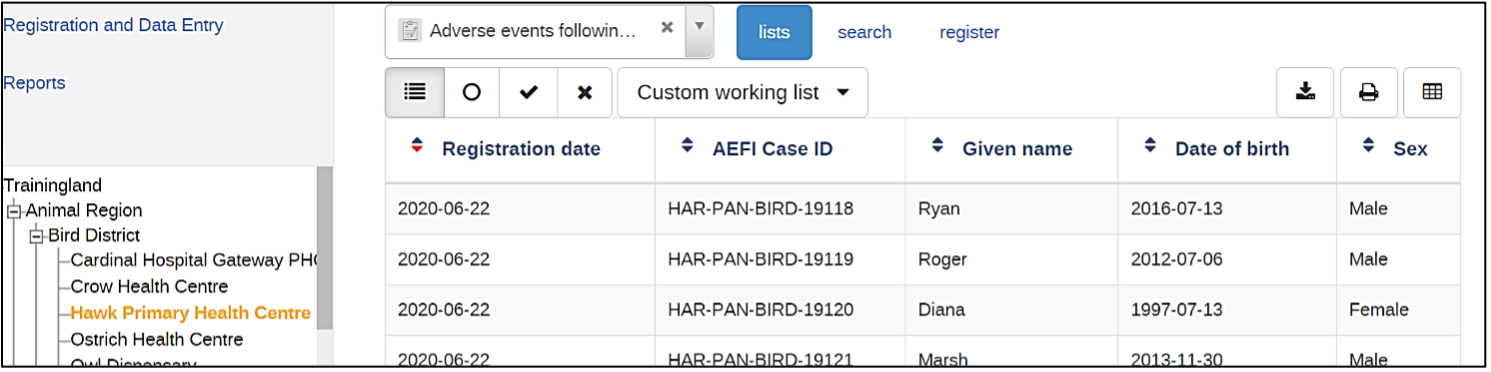 Registration and Data Entry
Reports
Trainingland
Animal Region
Bird District
Cardinal Hospital Gateway PH
Crow Health Centre
Hawk Primary Health Centre
Ostrich Health Centre
Owl Dispensary
Adverse events followin...
lists search register
Custom working list
Registration date AEFI Case ID Given name Date of birth Sex
2020-06-22 HAR-PAN-BIRD-19118 Ryan 2016-07-13 Male
2020-06-22 HAR-PAN-BIRD-19119 Roger 2012-07-06 Male
2020-06-22 HAR-PAN-BIRD-19120 Diana 1997-07-13 Female
2020-06-22 HAR-PAN-BIRD-19121 Marsh 2013-11-30 Male